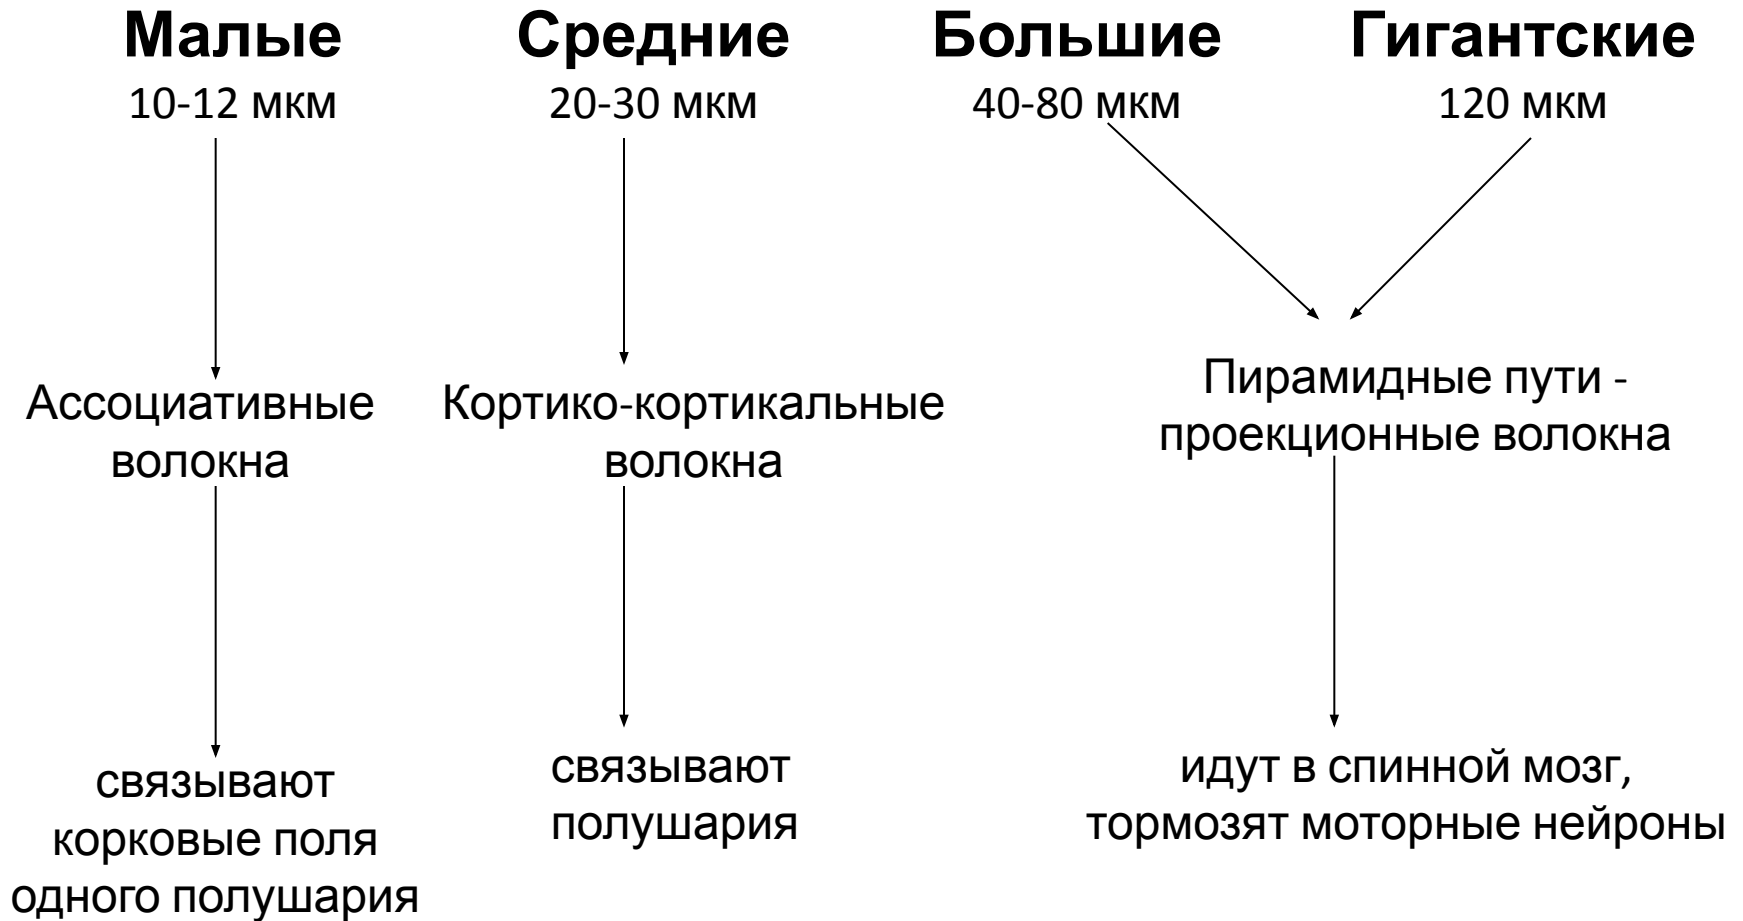 Малые
10-12 мкм
Средние
20-30 мкм
Большие
40-80 мкм
Гигантские
120 мкм
Ассоциативные
волокна
Кортико-кортикальные
волокна
Пирамидные пути -
проекционные волокна
связывают
корковые поля
одного полушария
связывают
полушария
идут в спинной мозг,
тормозят моторные нейроны